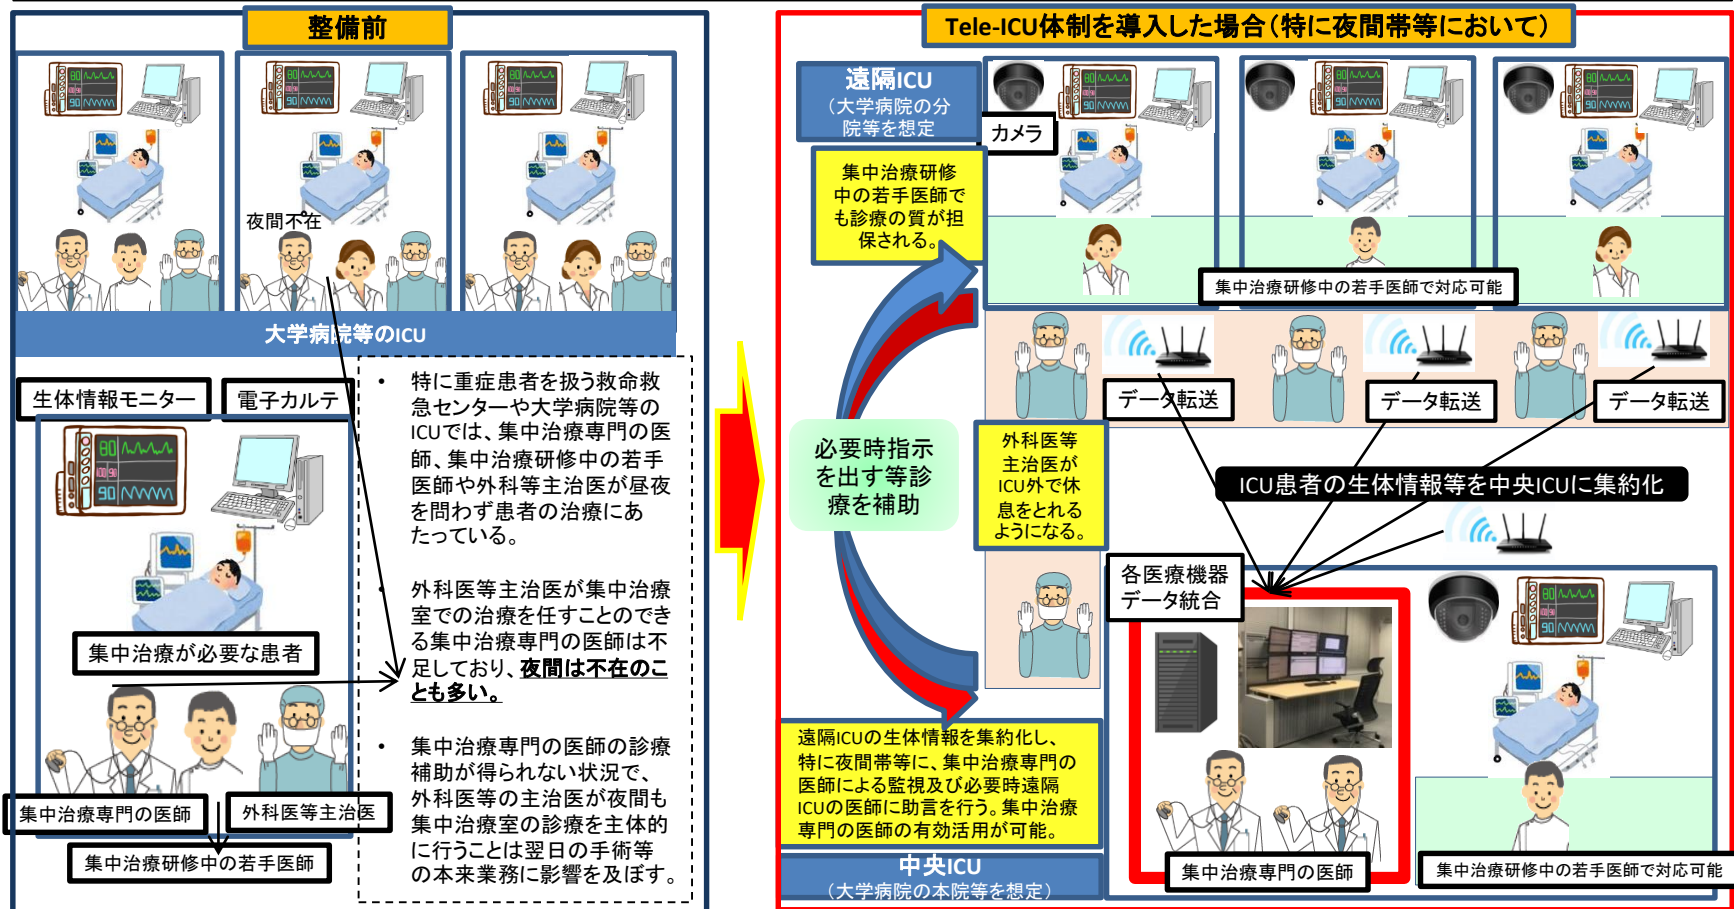 整備前
夜間不在
大学病院等のICU
生体情報モニター
電子カルテ
集中治療が必要な患者
集中治療専門の医師
外科医等主治医
集中治療研修中の若手医師
• 特に重症患者を扱う救命救
急センターや大学病院等の
ICUでは、集中治療専門の医
師、集中治療研修中の若手
医師や外科等主治医が昼夜
を問わず患者の治療にあ
たっている。
• 外科医等主治医が集中治療
室での治療を任すことのでき
る集中治療専門の医師は不
足しており、夜間は不在のこ
とも多い。
• 集中治療専門の医師の診療
補助が得られない状況で、
外科医等の主治医が夜間も
集中治療室の診療を主体的
に行うことは翌日の手術等
の本来業務に影響を及ぼす。
Tele-ICU体制を導入した場合（特に夜間帯等において）
遠隔ICU
（大学病院の分
院等を想定
カメラ
集中治療研修
中の若手医師で
も診療の質が担
保される。
集中治療研修中の若手医師で対応可能
データ転送
データ転送
データ転送
必要時指示
を出す等診
療を補助
外科医等
主治医が
ICU外で休
息をとれる
ようになる。
ICU患者の生体情報等を中央ICUに集約化
各医療機器
データ統合
遠隔ICUの生体情報を集約化し、
特に夜間帯等に、集中治療専門の
医師による監視及び必要時遠隔
ICUの医師に助言を行う。集中治療
専門の医師の有効活用が可能。
中央ICU
（大学病院の本院等を想定）
集中治療専門の医師
集中治療研修中の若手医師で対応可能